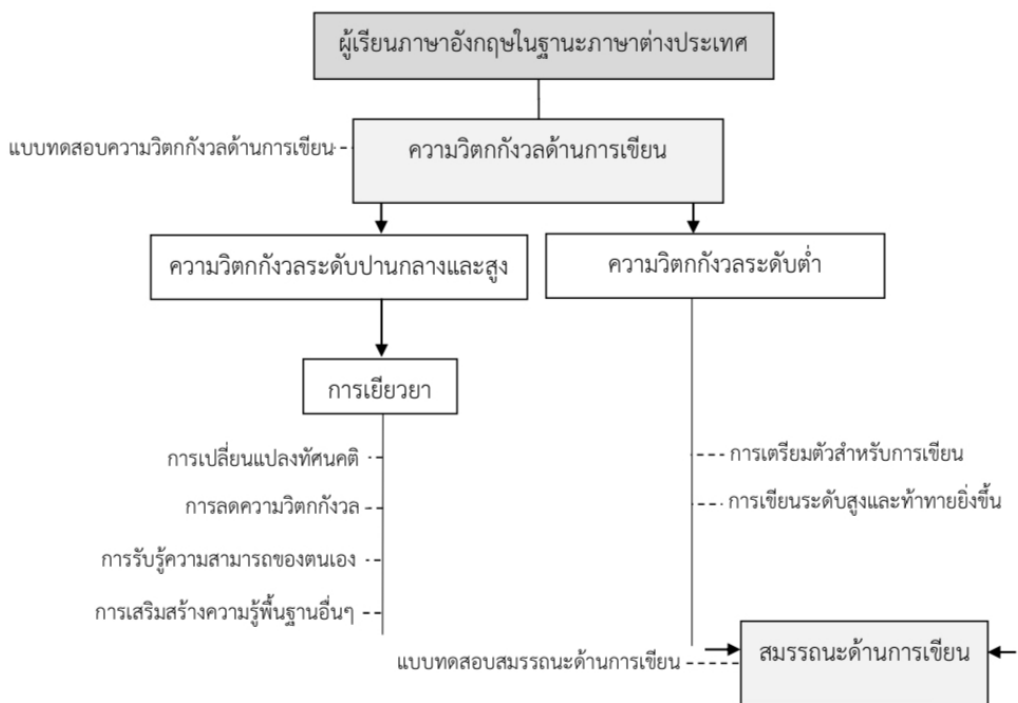 ผู้เรียนภาษาอังกฤษในฐานะภาษาต่างประเทศ
แบบทดสอบความวิตกกังวลด้านการเขียน
ความวิตกกังวลด้านการเขียน
ความวิตกกังวลระดับปานกลางและสูง
ความวิตกกังวลระดับต่ำ
การเยียวยา
การเปลี่ยนแปลงทัศนคติ
การเตรียมตัวสำหรับการเขียน
การลดความวิตกกังวล
การเขียนระดับสูงและท้าทายยิ่งขึ้น
การรับรู้ความสามารถของตนเอง
การเสริมสร้างความรู้พื้นฐานอื่นๆ
แบบทดสอบสมรรถนะด้านการเขียน
สมรรถนะด้านการเขียน